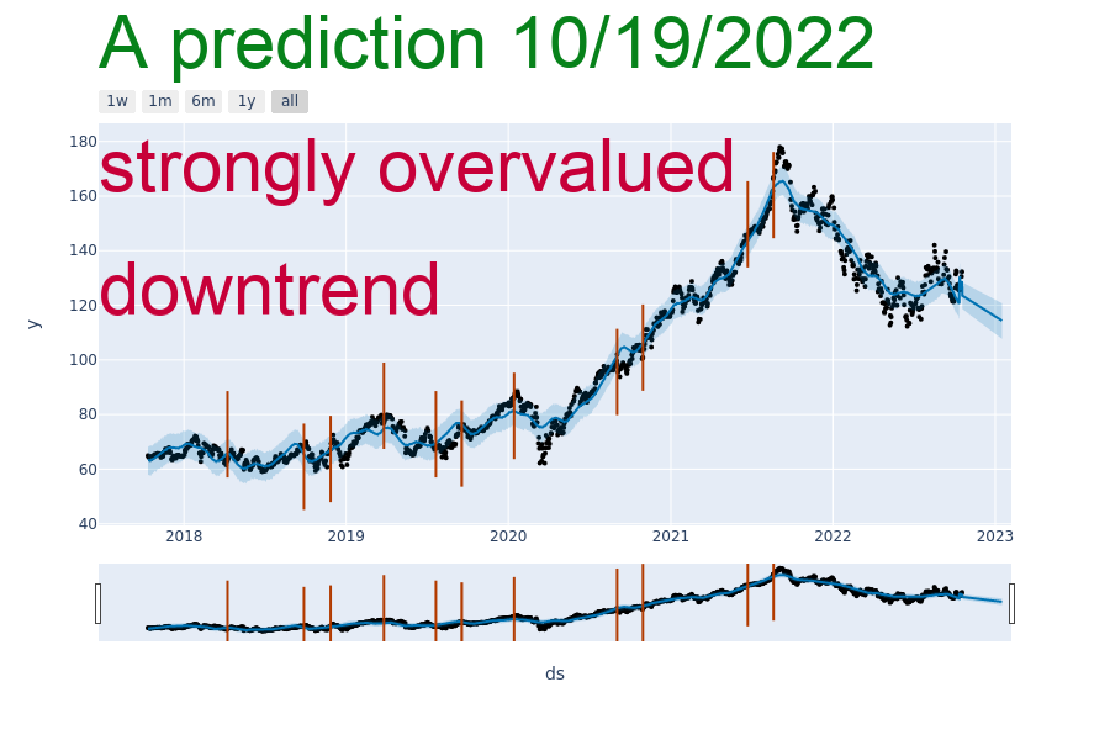 A prediction 10/19/2022
1w 1m 6m 1y all
strongly overvalued
downtrend
180
160
140
120
100
80
60
40
y
2018 2019 2020 2021 2022 2023
ds